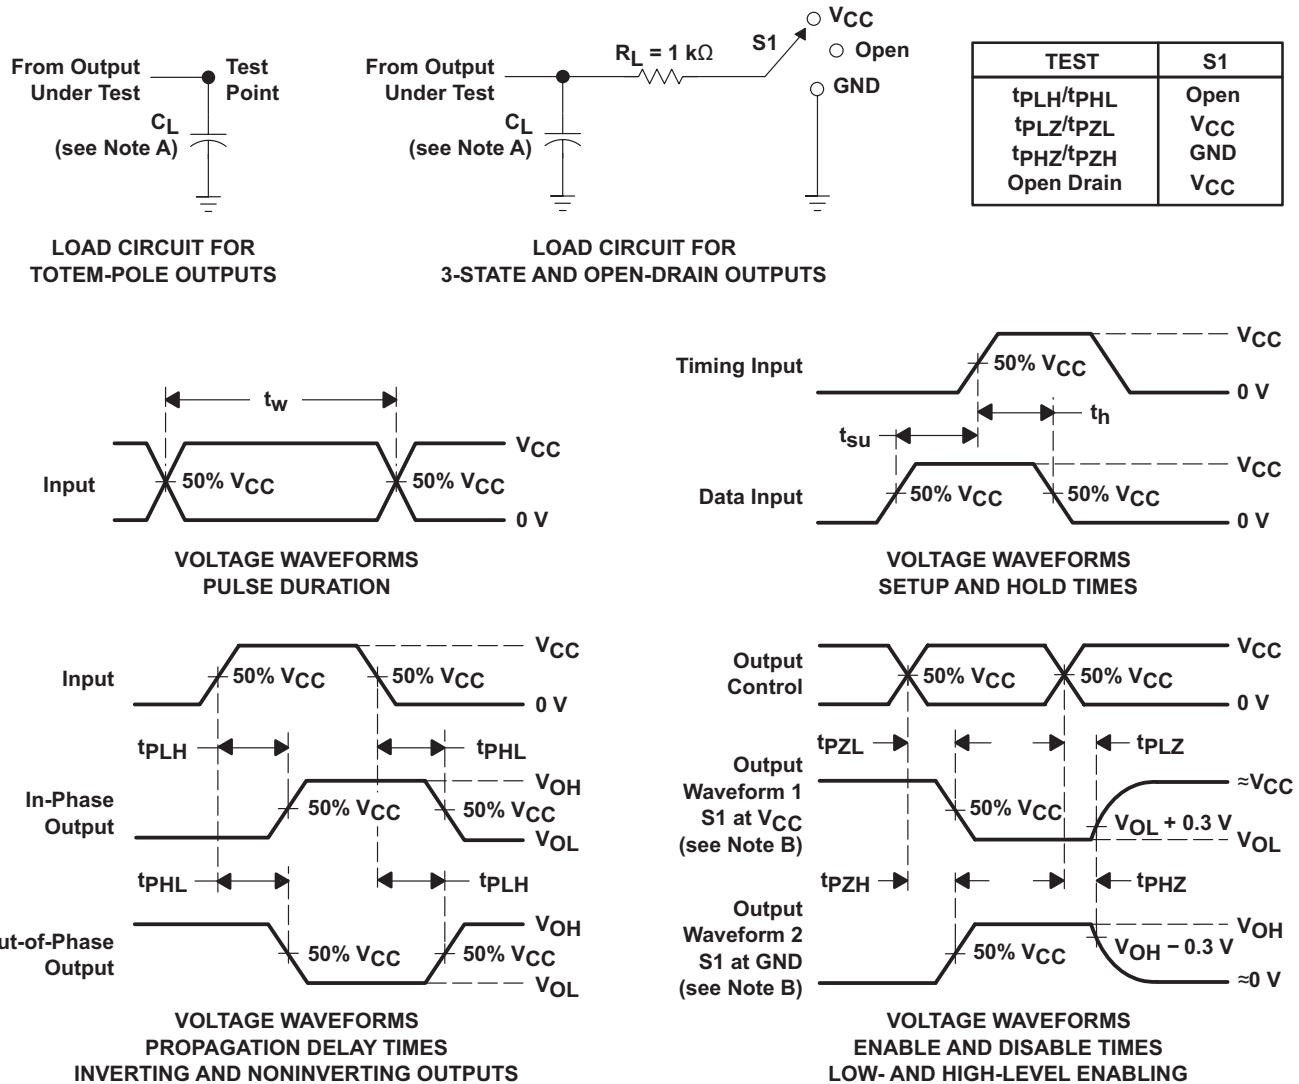 From Output
Under Test
Test
Point
CL
(see Note A)
LOAD CIRCUIT FOR
TOTEM-POLE OUTPUTS
From Output
Under Test
RL = 1 kΩ
S1
VCC
Open
GND
CL
(see Note A)
LOAD CIRCUIT FOR
3-STATE AND OPEN-DRAIN OUTPUTS
TEST S1
tPLH/tPHL Open
tPLZ/tPZL VCC
tPHZ/tPZH GND
Open Drain VCC
tw
Input
50% VCC
50% VCC
VCC
0 V
VOLTAGE WAVEFORMS
PULSE DURATION
Timing Input
50% VCC
VCC
0 V
tsu
th
Data Input
50% VCC
50% VCC
VCC
0 V
VOLTAGE WAVEFORMS
SETUP AND HOLD TIMES
Input
50% VCC
50% VCC
VCC
0 V
tPLH
tPHL
In-Phase
Output
50% VCC
50% VCC
VOH
VOL
tPHL
tPLH
ut-of-Phase
Output
50% VCC
50% VCC
VOH
VOL
VOLTAGE WAVEFORMS
PROPAGATION DELAY TIMES
INVERTING AND NONINVERTING OUTPUTS
Output
Control
50% VCC
50% VCC
VCC
0 V
tPZL
tPLZ
Output
Waveform 1
S1 at VCC
(see Note B)
50% VCC
VOL + 0.3 V
≈VCC
VOL
tPZH
tPHZ
Output
Waveform 2
S1 at GND
(see Note B)
50% VCC
VOH − 0.3 V
VOH
≈0 V
VOLTAGE WAVEFORMS
ENABLE AND DISABLE TIMES
LOW- AND HIGH-LEVEL ENABLING